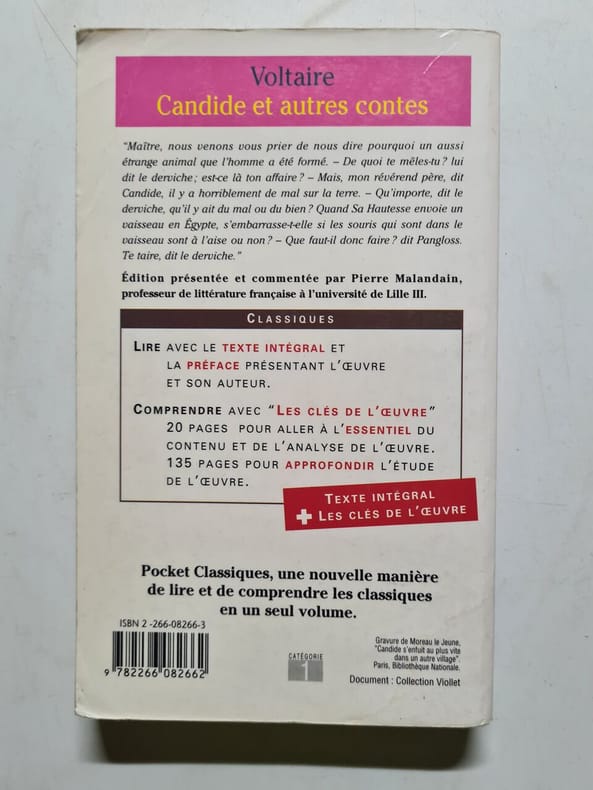 Voltaire
Candide et autres contes
“Maître, nous venons vous prier de nous dire pourquoi un aussi
étrange animal que l’homme a été formé. – De quoi te mêles-tu ? lui
dit le derviche ; est-ce là ton affaire ? – Mais, mon révérend père, dit
Candide, il y a horriblement de mal sur la terre. – Qu’importe, dit le
derviche, qu’il y ait du mal ou du bien ? Quand Sa Hautesse envoie un
vaisseau en Égypte, s’embarrasse-t-elle si les souris qui sont dans le
vaisseau sont à l’aise ou non ? – Que faut-il donc faire ? dit Pangloss.
Te taire, dit le derviche.”
Édition présentée et commentée par Pierre Malandain,
professeur de littérature française à l’université de Lille III.
CLASSIQUES
LIRE AVEC LE TEXTE INTÉGRAL ET
LA PRÉFACE PRÉSENTANT L’ŒUVRE
ET SON AUTEUR.
COMPRENDRE AVEC “LES CLÉS DE L’ŒUVRE”
20 PAGES POUR ALLER À L’ESSENTIEL DU
CONTENU ET DE L’ANALYSE DE L’ŒUVRE.
135 PAGES POUR APPROFONDIR L’ÉTUDE
DE L’ŒUVRE.
TEXTE INTÉGRAL
+ LES CLÉS DE L’ŒUVRE
Pocket Classiques, une nouvelle manière
de lire et de comprendre les classiques
en un seul volume.
ISBN 2 -266-08266-3
9 782266 082662
CATÉGORIE
1
Gravure de Moreau le Jeune,
"Candide s'enfuit au plus vite
dans un autre village".
Paris, Bibliothèque Nationale.
Document : Collection Viollet